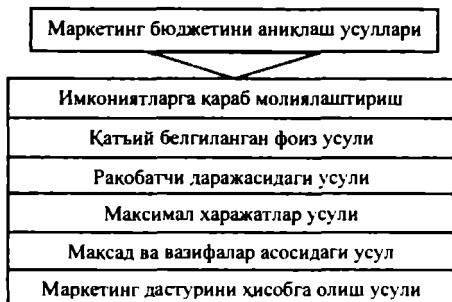 Маркетинг бюджетини аниқлаш усуллари
Имкониятларга қараб молиялаштириш
Қатъий белгиланган фоиз усули
Рақобатчи даражасидаги усули
Максимал харажатлар усули
Мақсад ва вазифалар асосидаги усул
Маркетинг дастурини ҳисобга олиш усули